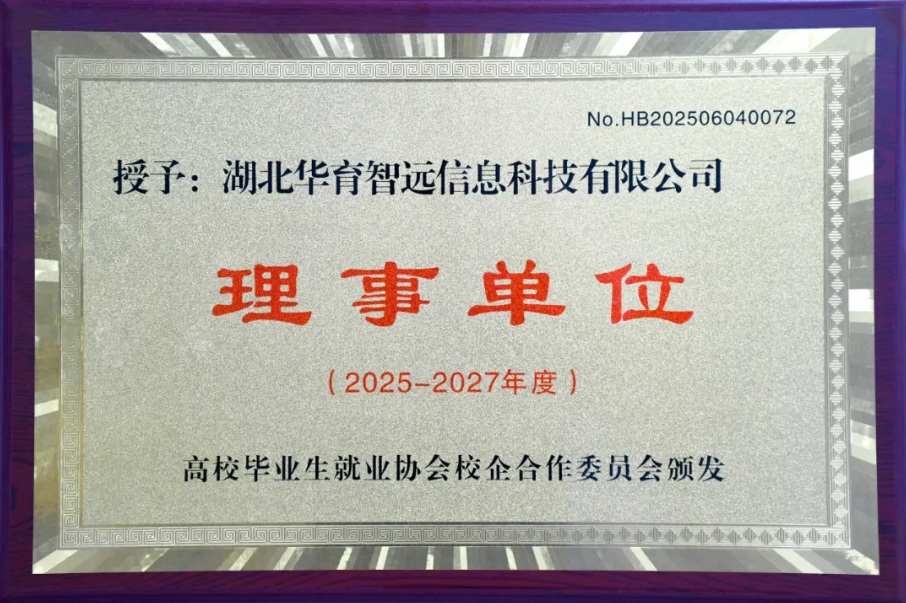 No.HB202506040072
授予：湖北华育智远信息科技有限公司
理事单位
（2025-2027年度）
高校毕业生就业协会校企合作委员会颁发